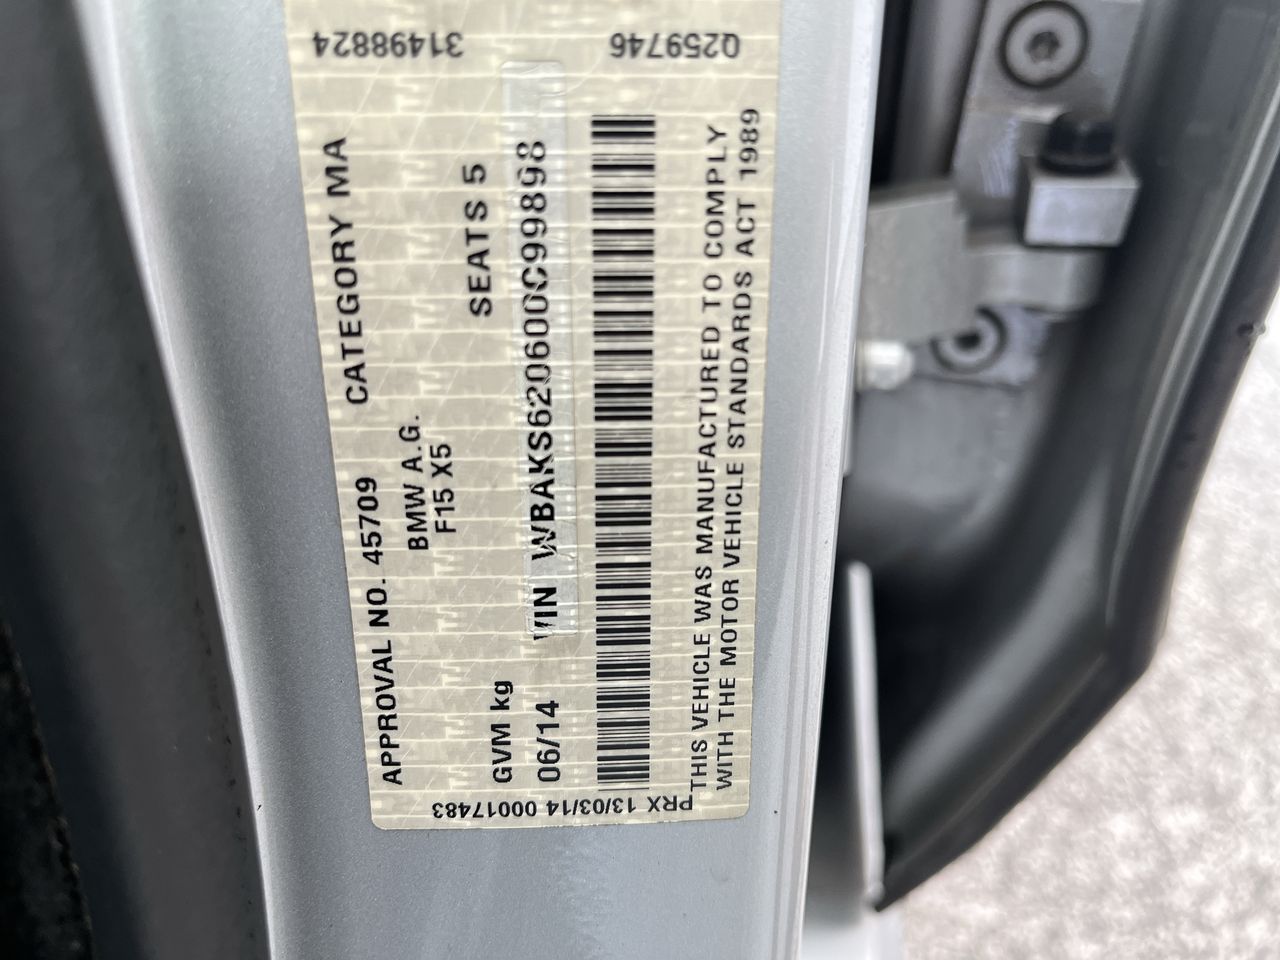 APPROVAL NO. 45709 CATEGORY MA
BMW A.G.
F15 X5
GVM kg SEATS 5
06/14 VIN WBAKS620600C99898
THIS VEHICLE WAS MANUFACTURED TO COMPLY
WITH THE MOTOR VEHICLE STANDARDS ACT 1989
PRX 13/03/14 00017483
31498824 Q259746